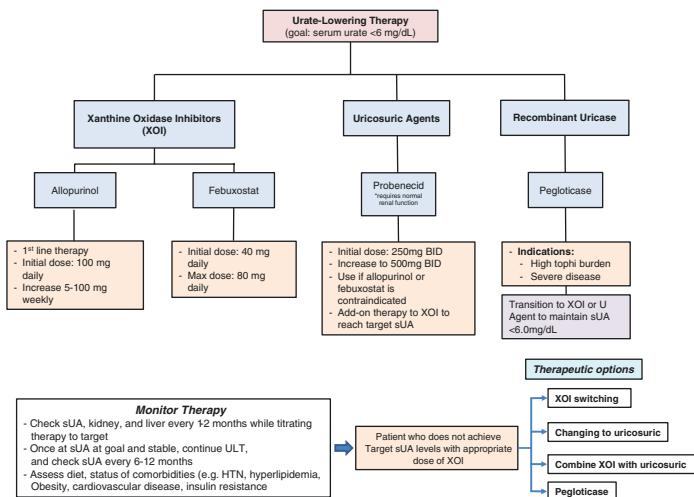 Urate-Lowering Therapy
(goal: serum urate <6 mg/dL)
Xanthine Oxidase Inhibitors
(XOI)
Uricosuric Agents
Recombinant Uricase
Allopurinol
Febuxostat
Probenecid
*requires normal
renal function
Pegloticase
- 1st line therapy
- Initial dose: 100 mg
daily
- Increase 5-100 mg
weekly
- Initial dose: 40 mg
daily
- Max dose: 80 mg
daily
- Initial dose: 250mg BID
- Increase to 500mg BID
- Use if allopurinol or
febuxostat is
contraindicated
- Add-on therapy to XOI to
reach target sUA
- Indications:
- High tophi burden
- Severe disease
Transition to XOI or U
Agent to maintain sUA
<6.0mg/dL
Therapeutic options
Monitor Therapy
- Check sUA, kidney, and liver every 1-2 months while titrating
therapy to target
- Once at sUA at goal and stable, continue ULT,
and check sUA every 6-12 months
- Assess diet, status of comorbidities (e.g. HTN, hyperlipidemia,
Obesity, cardiovascular disease, insulin resistance
Patient who does not achieve
Target sUA levels with appropriate
dose of XOI
XOI switching
Changing to uricosuric
Combine XOI with uricosuric
Pegloticase